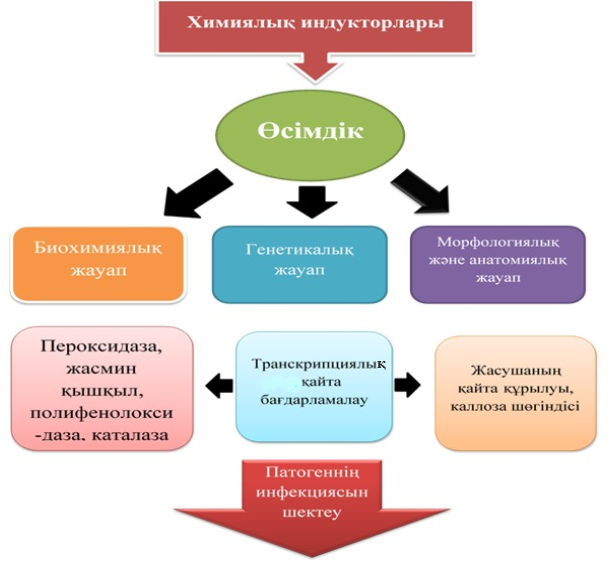 Химиялық индукторлары
Өсімдік
Биохимиялық
жауап
Генетикалық
жауап
Морфологиялық
және анатомиялық
жауап
Пероксидаза,
жасмин
қышқыл,
полифенолокси
-даза, каталаза
Транскрипциялық
қайта
бағдарламалау
Жасушаның
қайта құрылуы,
каллоза шөгіндісі
Патогеннің
инфекциясын
шектеу